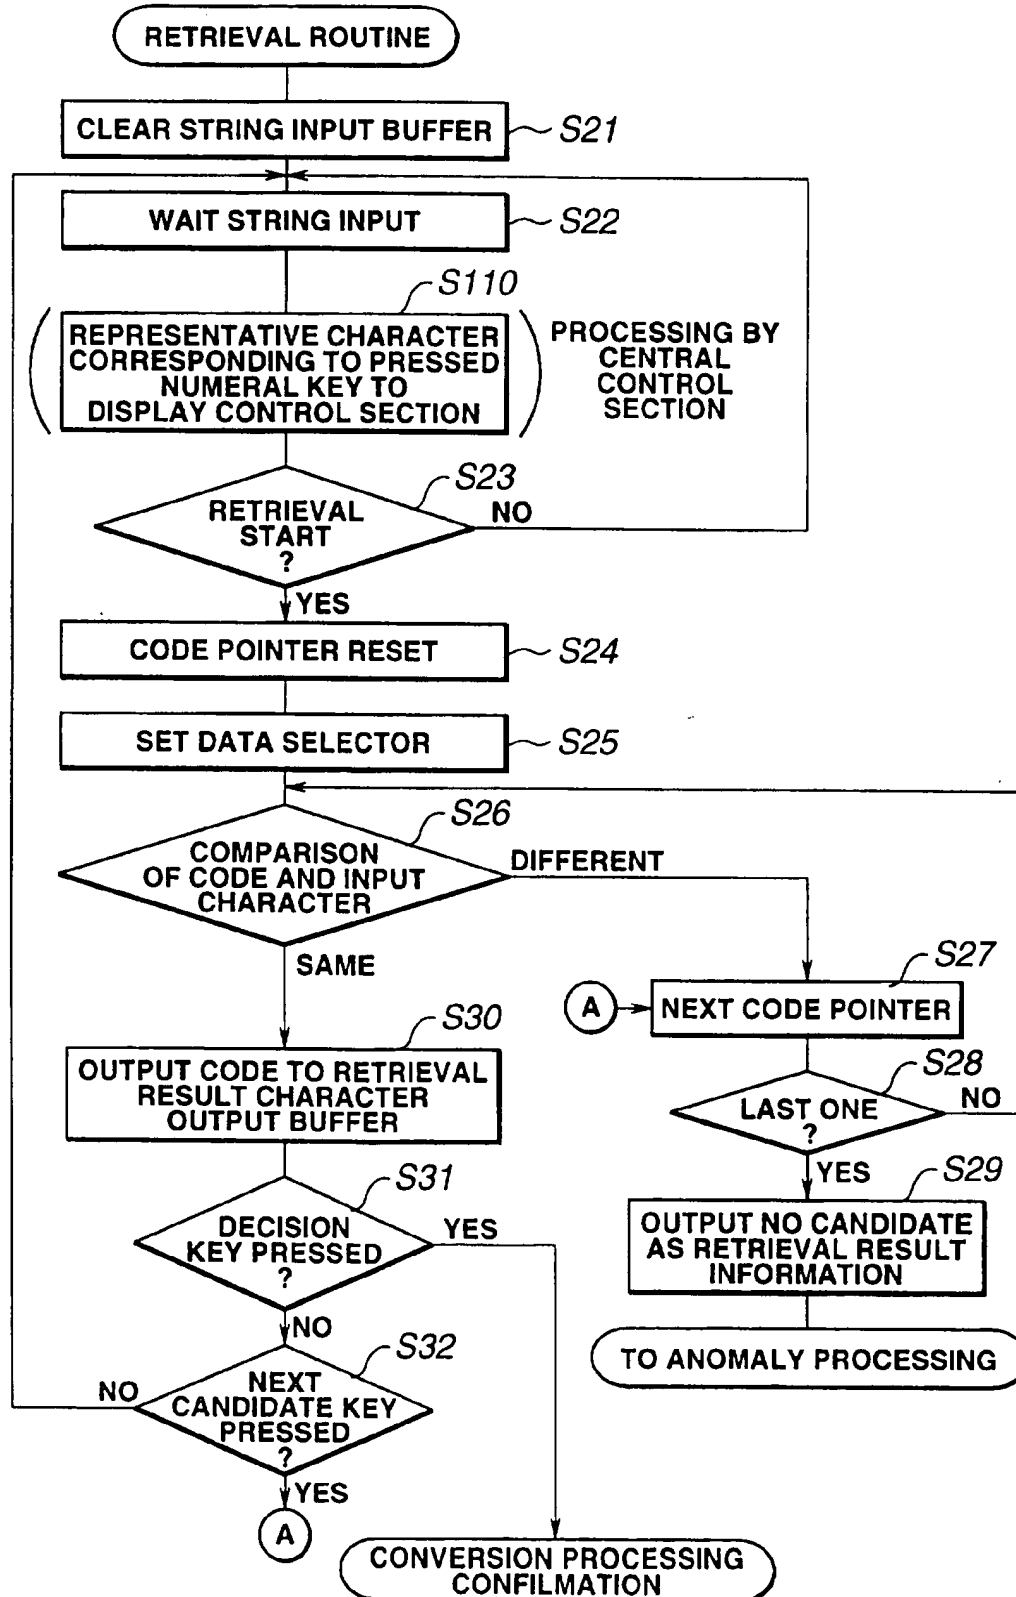 RETRIEVAL ROUTINE
CLEAR STRING INPUT BUFFER
S21
WAIT STRING INPUT
S22
S110
REPRESENTATIVE CHARACTER
CORRESPONDING TO PRESSED
NUMERAL KEY TO
DISPLAY CONTROL SECTION
PROCESSING BY
CENTRAL
CONTROL
SECTION
S23
RETRIEVAL
START
?
NO
YES
CODE POINTER RESET
S24
SET DATA SELECTOR
S25
S26
COMPARISON
OF CODE AND INPUT
CHARACTER
DIFFERENT
SAME
S27
A
NEXT CODE POINTER
S28
LAST ONE
?
NO
YES
S29
OUTPUT NO CANDIDATE
AS RETRIEVAL RESULT
INFORMATION
TO ANOMALY PROCESSING
S30
OUTPUT CODE TO RETRIEVAL
RESULT CHARACTER
OUTPUT BUFFER
S31
DECISION
KEY PRESSED
?
YES
NO
S32
NEXT
CANDIDATE KEY
PRESSED
?
NO
YES
A
CONVERSION PROCESSING
CONFILMATION